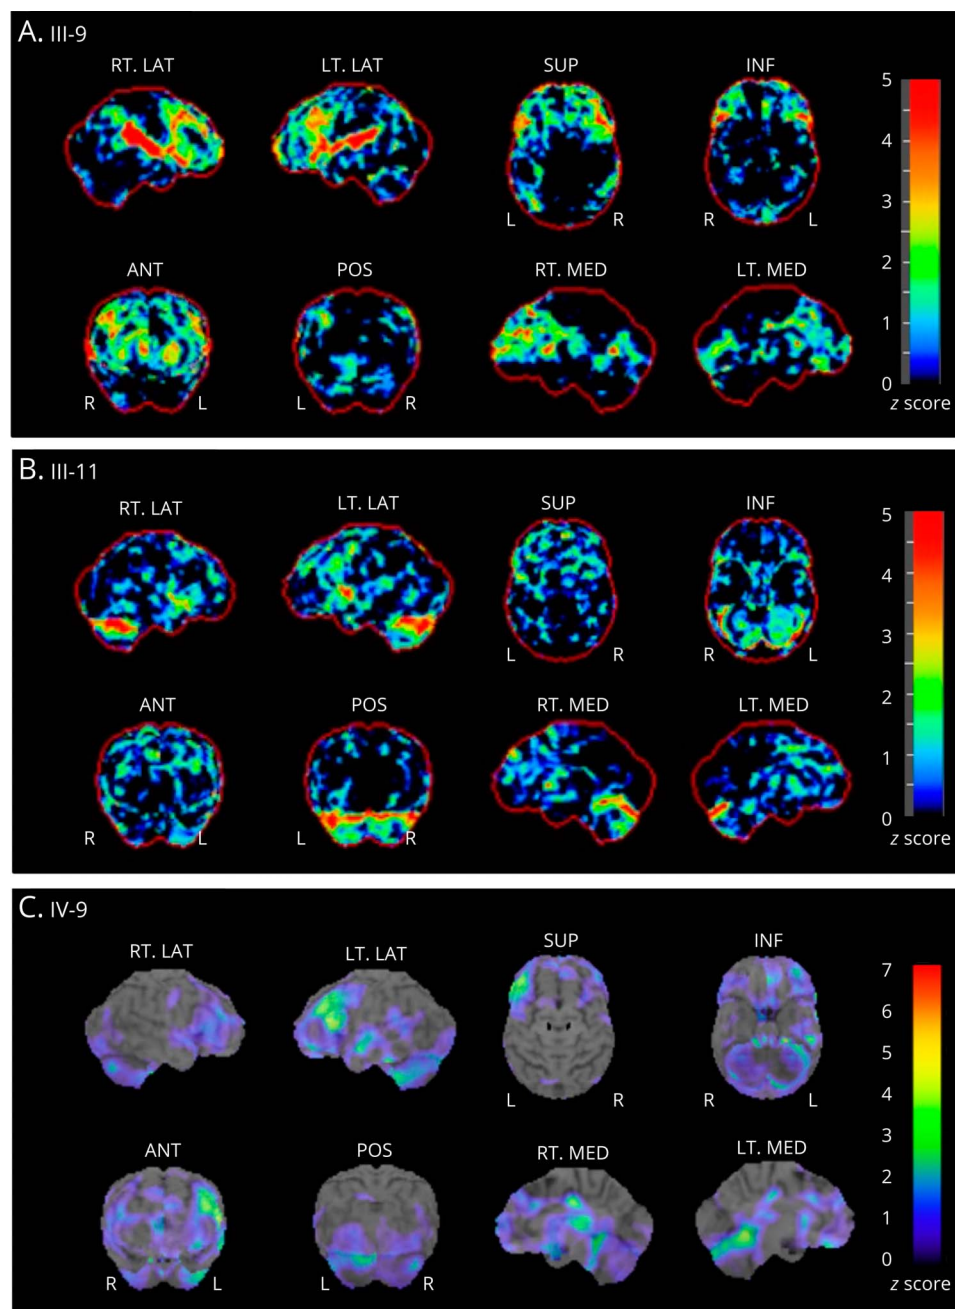 A. III-9
RT. LAT LT. LAT SUP INF
5
4
3
L R R L
ANT POS RT. MED LT. MED
2
1
0
R L L R
z score
B. III-11
RT. LAT LT. LAT SUP INF
5
4
3
L R R L
ANT POS RT. MED LT. MED
2
1
0
R L L R
z score
C. IV-9
RT. LAT LT. LAT SUP INF
7
6
5
4
L R R L
ANT POS RT. MED LT. MED
3
2
1
0
R L L R
z score